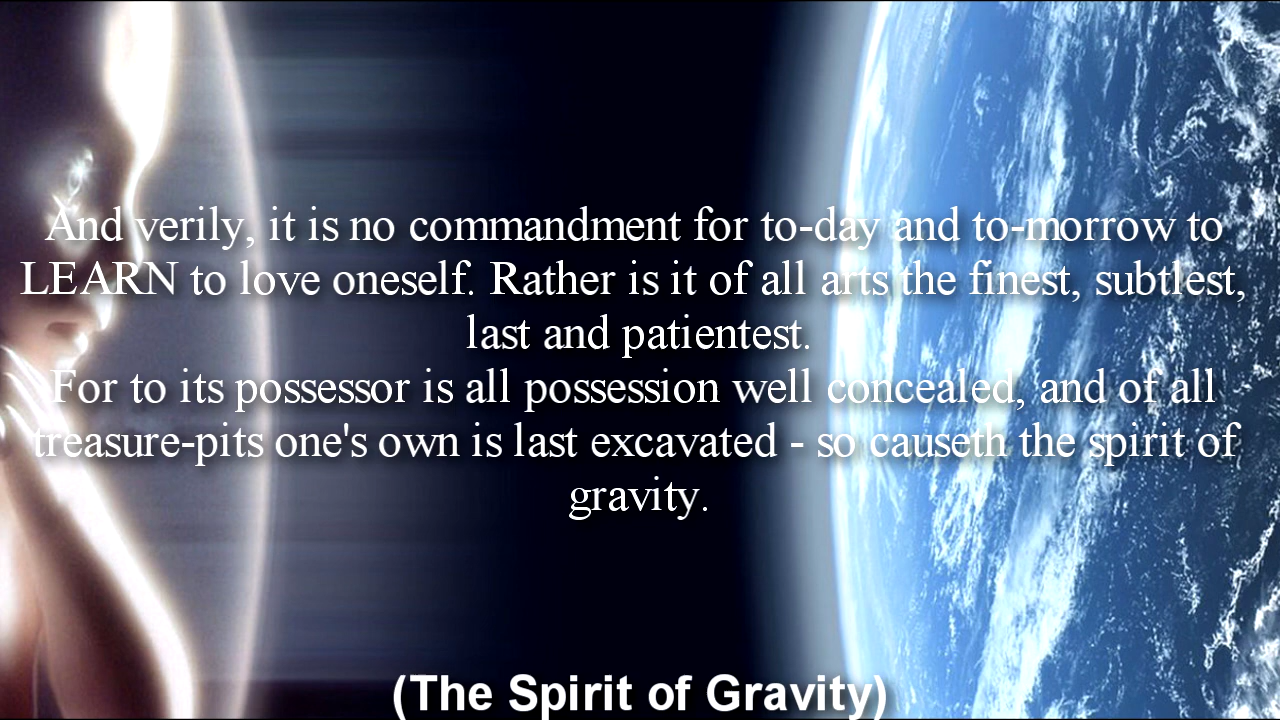 And verily, it is no commandment for to-day and to-morrow to
LEARN to love oneself. Rather is it of all arts the finest, subtlest,
last and patientest.
For to its possessor is all possession well concealed, and of all
treasure-pits one's own is last excavated - so causeth the spirit of
gravity.
(The Spirit of Gravity)